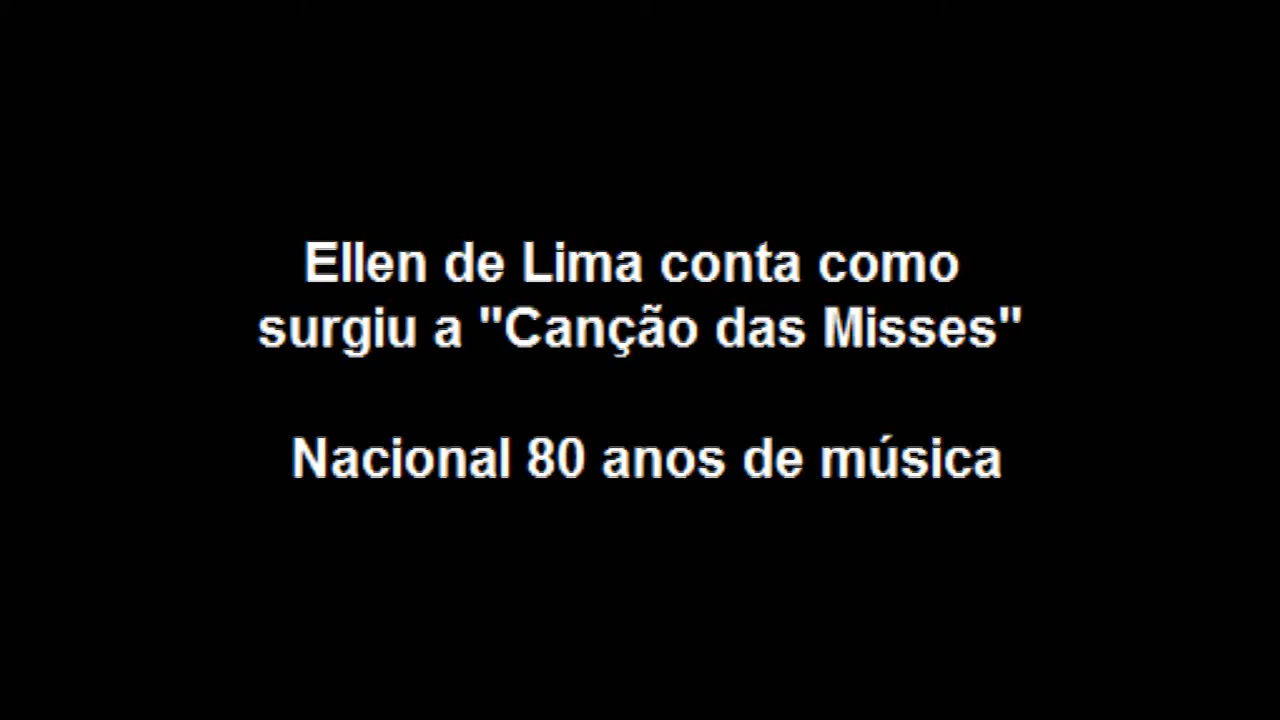 Ellen de Lima conta como
surgiu a "Canção das Misses"
Nacional 80 anos de música